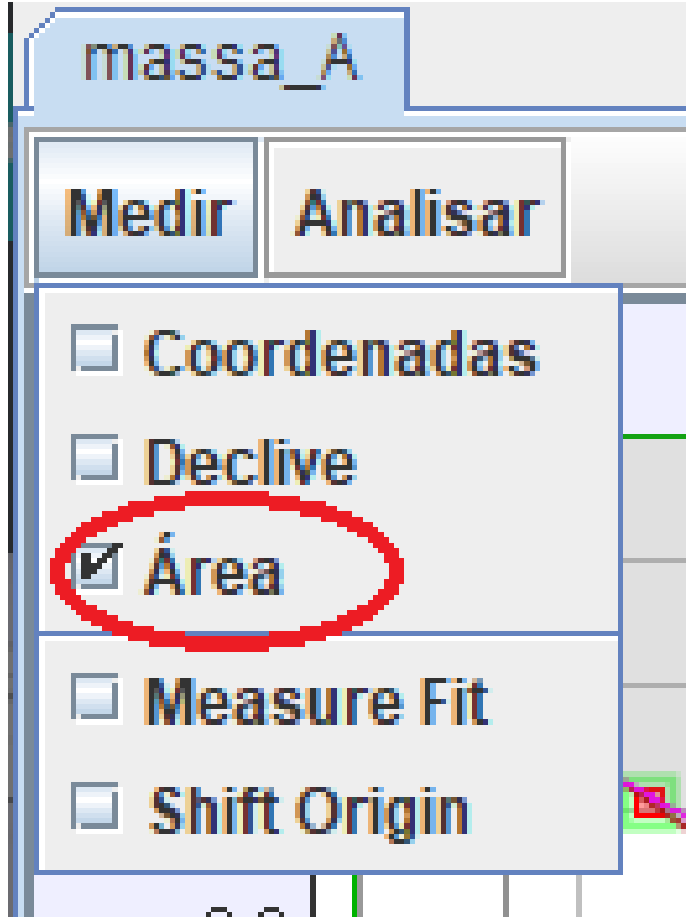 massa_A
Medir Analisar
Coordenadas
Declive
Área
Measure Fit
Shift Origin